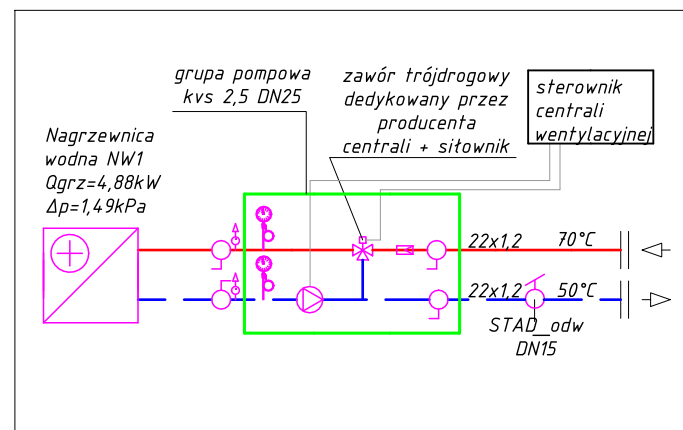 grupa pompowa
kvs 2,5 DN25
zawór trójdrogowy
dedykowany przez
producenta
centrali + siłownik
sterownik
centrali
wentylacyjnej
Nagrzewnica
wodna NW1
Qgrz=4,88kW
Δp=1,49kPa
22x1,2
70°C
22x1,2
50°C
STAD_odw
DN15